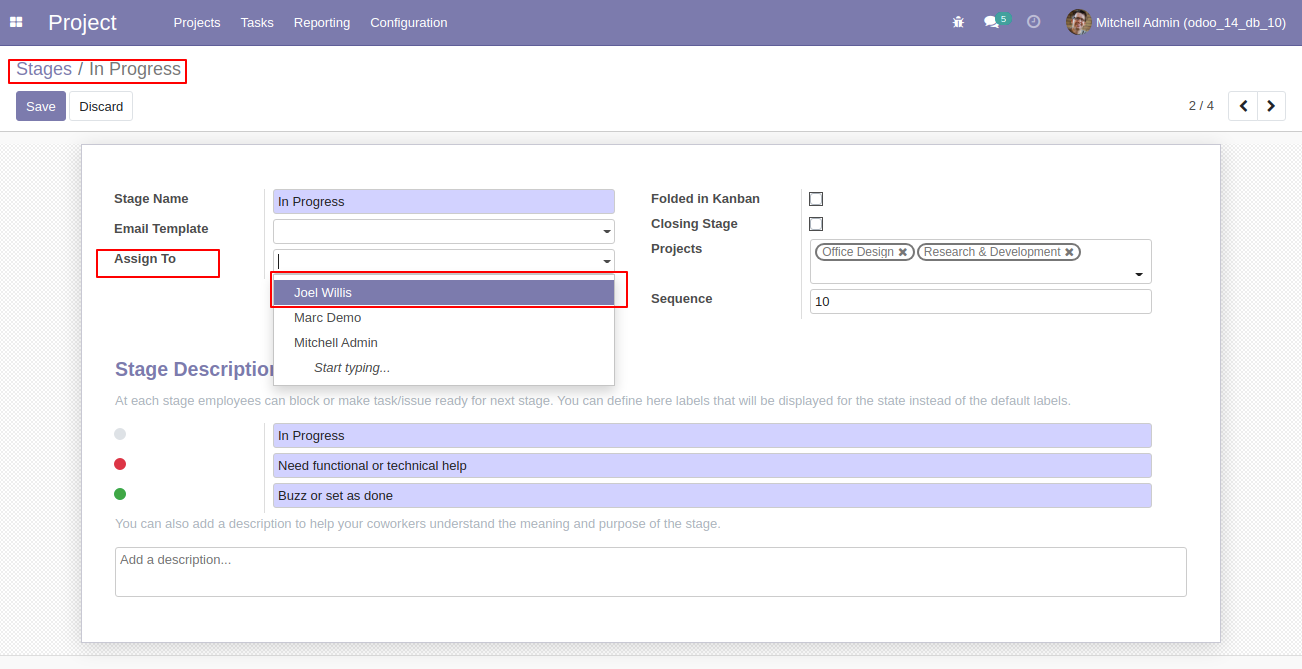 Project Projects Tasks Reporting Configuration 5 Mitchell Admin (odoo_14_db_10)
Stages / In Progress
Save Discard 2 / 4
Stage Name In Progress
Email Template
Assign To
Joel Willis
Marc Demo
Mitchell Admin
Start typing...
Folded in Kanban
Closing Stage
Projects Office Design Research & Development
Sequence 10
Stage Description
At each stage employees can block or make task/issue ready for next stage. You can define here labels that will be displayed for the state instead of the default labels.
In Progress
Need functional or technical help
Buzz or set as done
You can also add a description to help your coworkers understand the meaning and purpose of the stage.
Add a description...